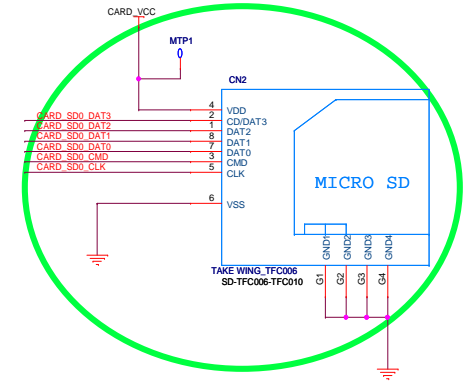 CARD_VCC
MTP1
CN2
4 VDD
CARD_SD0_DAT3 2 CD/DAT3
CARD_SD0_DAT2 1 DAT2
CARD_SD0_DAT1 8 DAT1
CARD_SD0_DAT0 7 DAT0
CARD_SD0_CMD 3 CMD
CARD_SD0_CLK 5 CLK
MICRO SD
6 VSS
GND1 GND2 GND3 GND4
TAKE WING_TFC006
SD-TFC006-TFC010
G1 G2 G3 G4